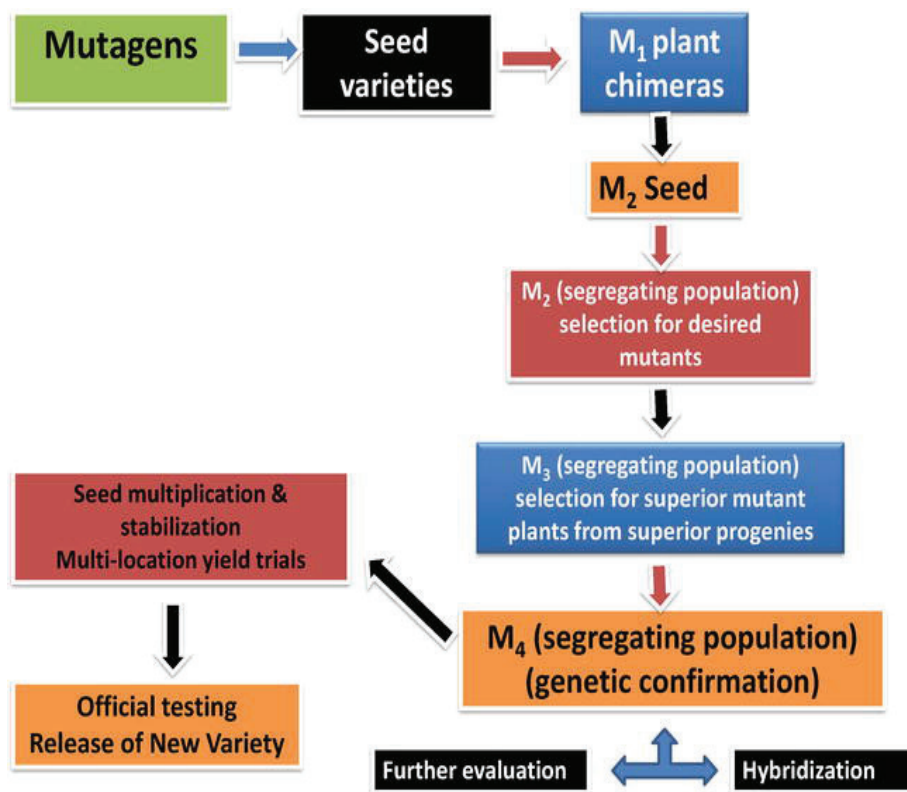 Mutagens
Seed
varieties
M₁ plant
chimeras
M₂ Seed
M₂ (segregating population)
selection for desired
mutants
M₃ (segregating population)
selection for superior mutant
plants from superior progenies
M₄ (segregating population)
(genetic confirmation)
Further evaluation
Hybridization
Seed multiplication &
stabilization
Multi-location yield trials
Official testing
Release of New Variety